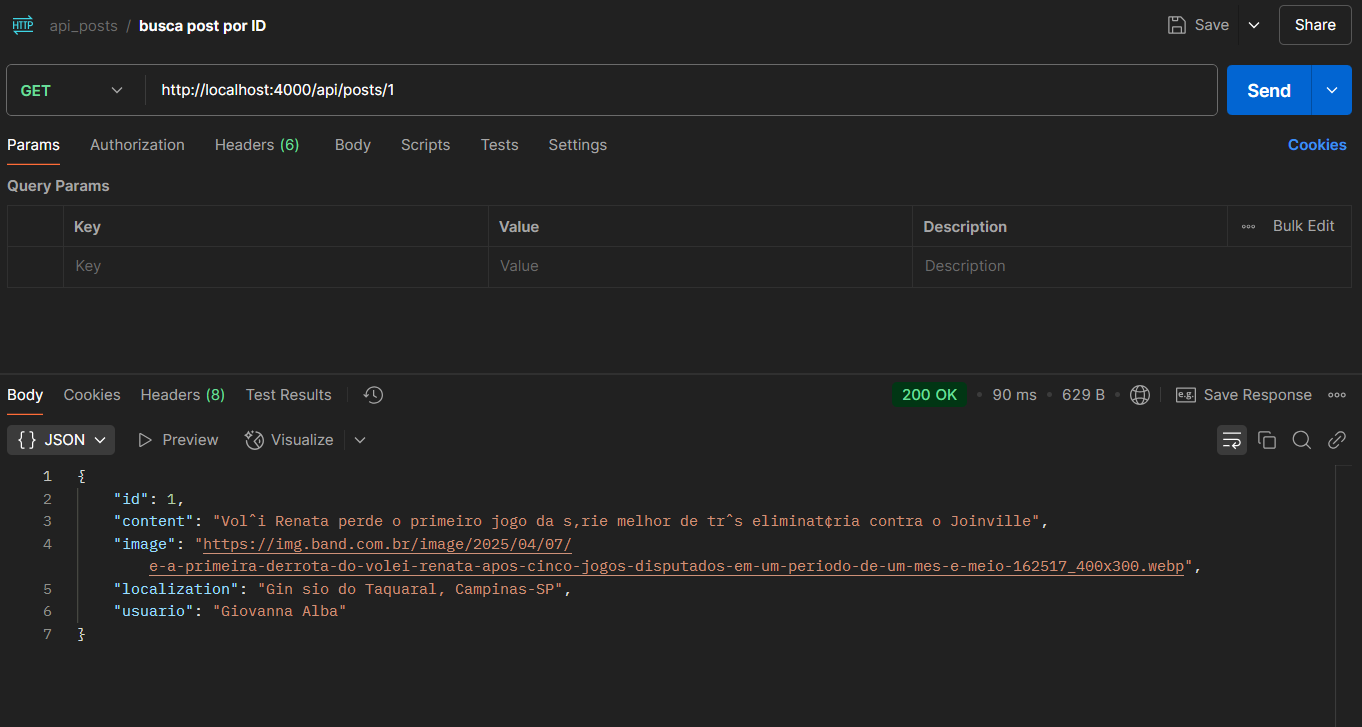 HTTP api_posts / busca post por ID Save Share
GET http://localhost:4000/api/posts/1 Send
Params Authorization Headers (6) Body Scripts Tests Settings Cookies
Query Params
Key Value Description Bulk Edit
Key Value Description
Body Cookies Headers (8) Test Results 200 OK • 90 ms • 629 B • e.g. Save Response
{} JSON Preview Visualize
1 {
2 "id": 1,
3 "content": "Volˆi Renata perde o primeiro jogo da s‚rie melhor de trˆs eliminat¢ria contra o Joinville",
4 "image": "https://img.band.com.br/image/2025/04/07/
e-a-primeira-derrota-do-volei-renata-apos-cinco-jogos-disputados-em-um-periodo-de-um-mes-e-meio-162517_400x300.webp",
5 "localization": "Gin sio do Taquaral, Campinas-SP",
6 "usuario": "Giovanna Alba"
7 }